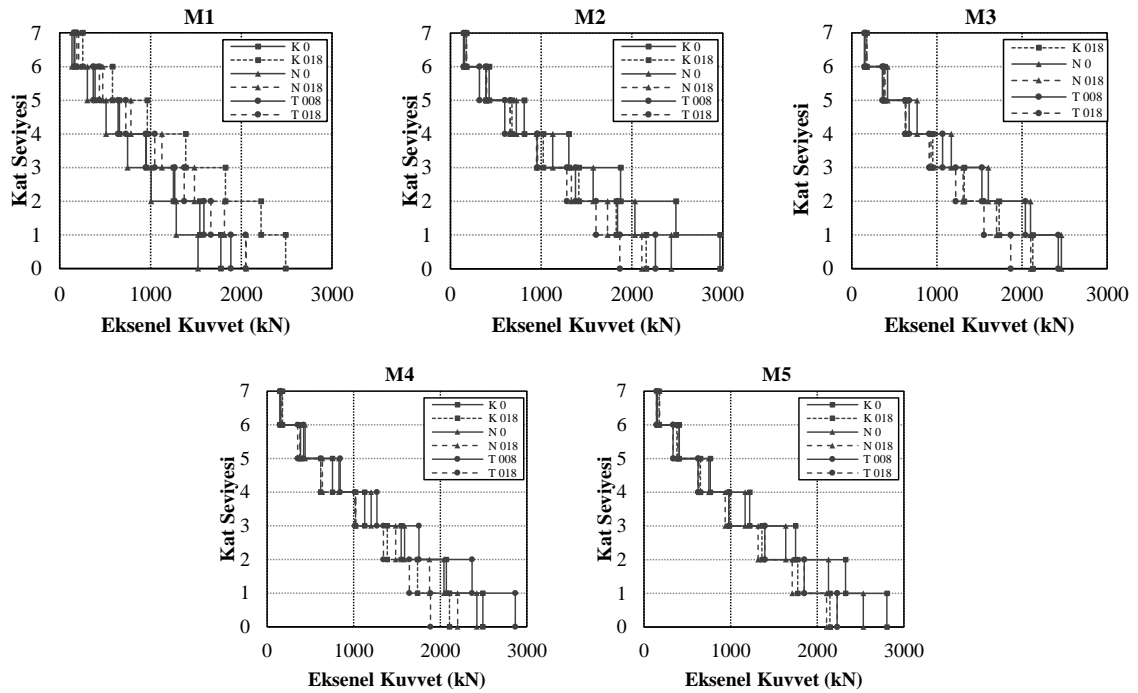 M1
7
6
5
4
3
2
1
0
Kat Seviyesi
K 0
K 018
N 0
N 018
T 008
T 018
0 1000 2000 3000
Eksenel Kuvvet (kN)
M2
7
6
5
4
3
2
1
0
Kat Seviyesi
K 0
K 018
N 0
N 018
T 008
T 018
0 1000 2000 3000
Eksenel Kuvvet (kN)
M3
7
6
5
4
3
2
1
0
Kat Seviyesi
K 018
N 0
N 018
T 008
T 018
0 1000 2000 3000
Eksenel Kuvvet (kN)
M4
7
6
5
4
3
2
1
0
Kat Seviyesi
K 0
K 018
N 0
N 018
T 008
T 018
0 1000 2000 3000
Eksenel Kuvvet (kN)
M5
7
6
5
4
3
2
1
0
Kat Seviyesi
K 0
K 018
N 0
N 018
T 008
T 018
0 1000 2000 3000
Eksenel Kuvvet (kN)